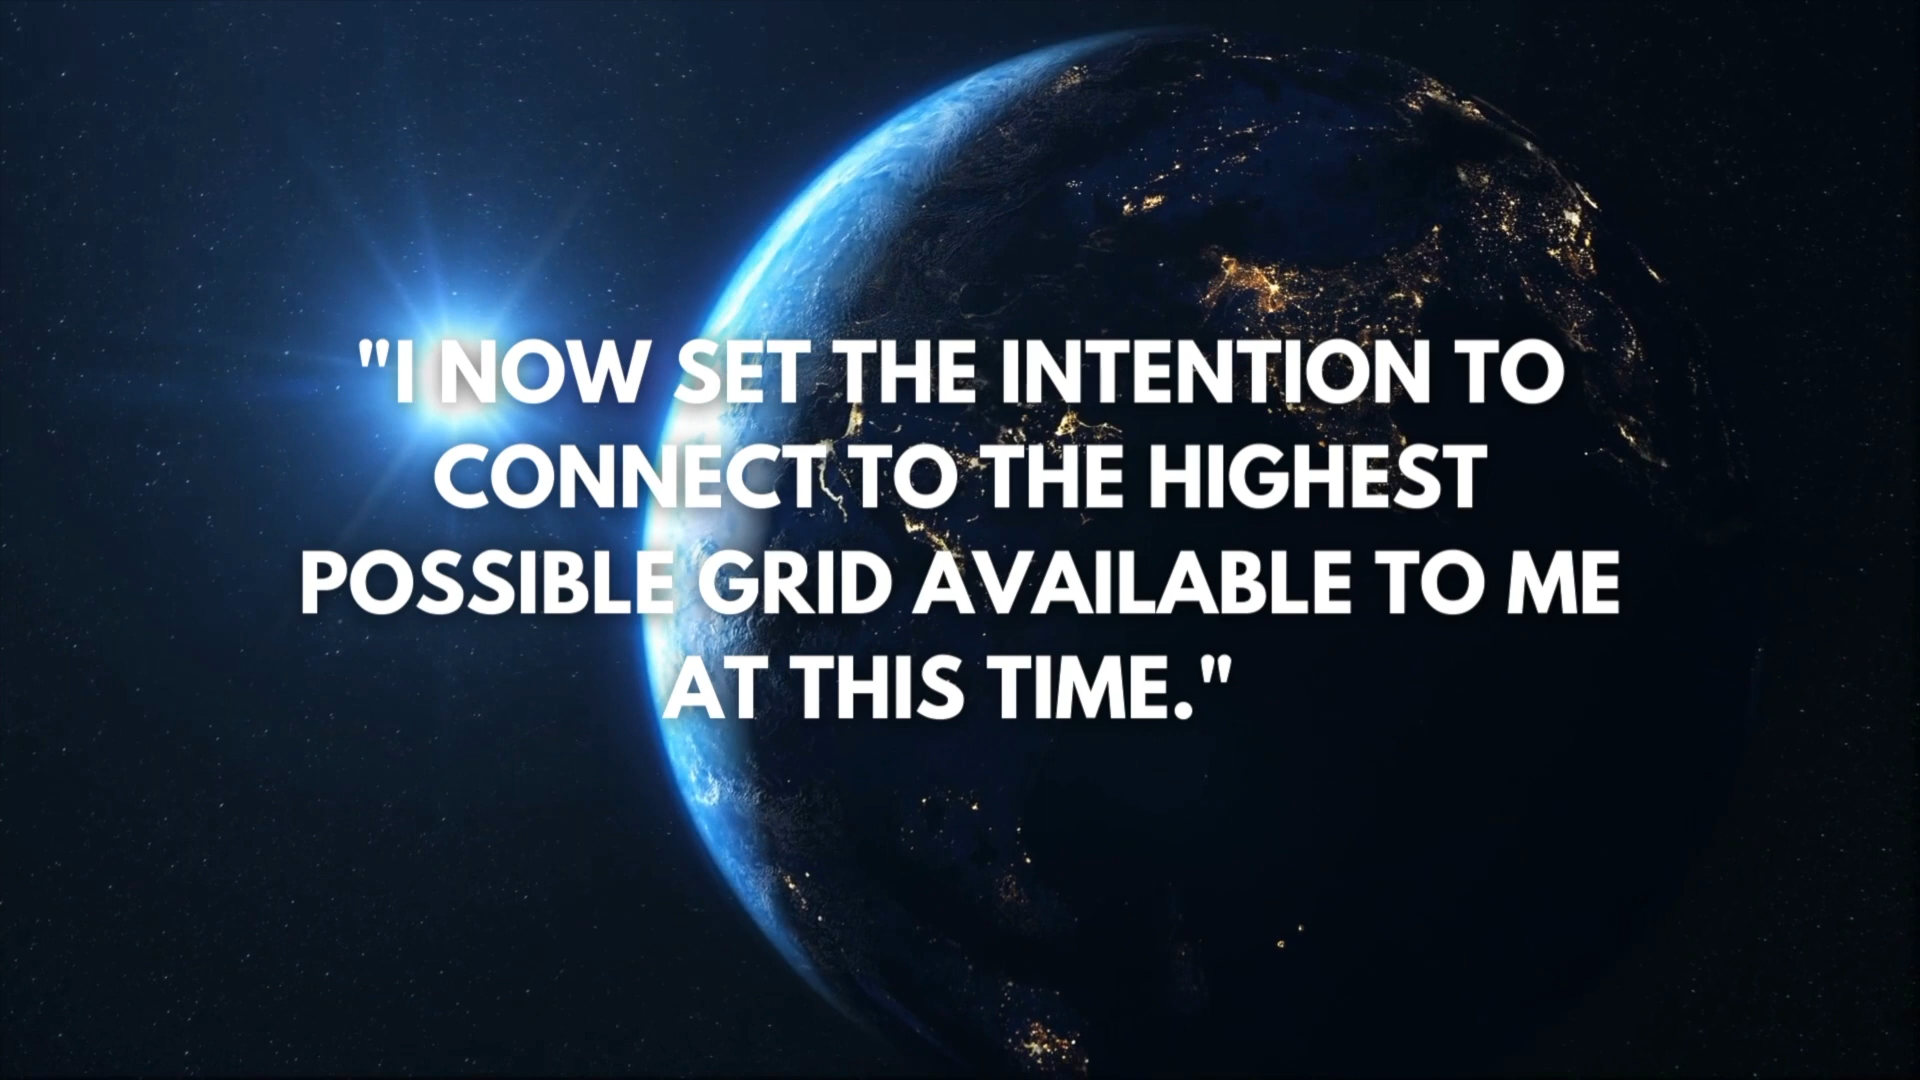 "I NOW SET THE INTENTION TO
CONNECT TO THE HIGHEST
POSSIBLE GRID AVAILABLE TO ME
AT THIS TIME."